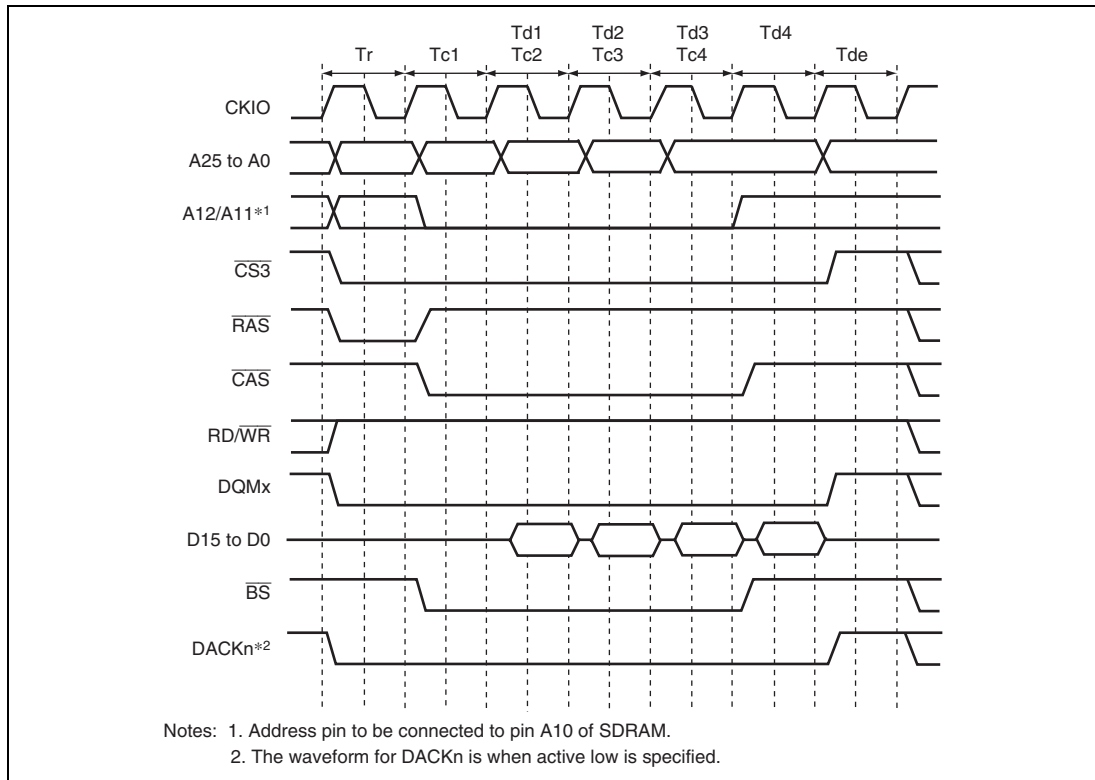 Td1 Td2 Td3 Td4
Tr Tc1 Tc2 Tc3 Tc4 Tde
CKIO
A25 to A0
A12/A11*1
CS3
RAS
CAS
RD/WR
DQMx
D15 to D0
BS
DACKn*2
Notes: 1. Address pin to be connected to pin A10 of SDRAM.
2. The waveform for DACKn is when active low is specified.